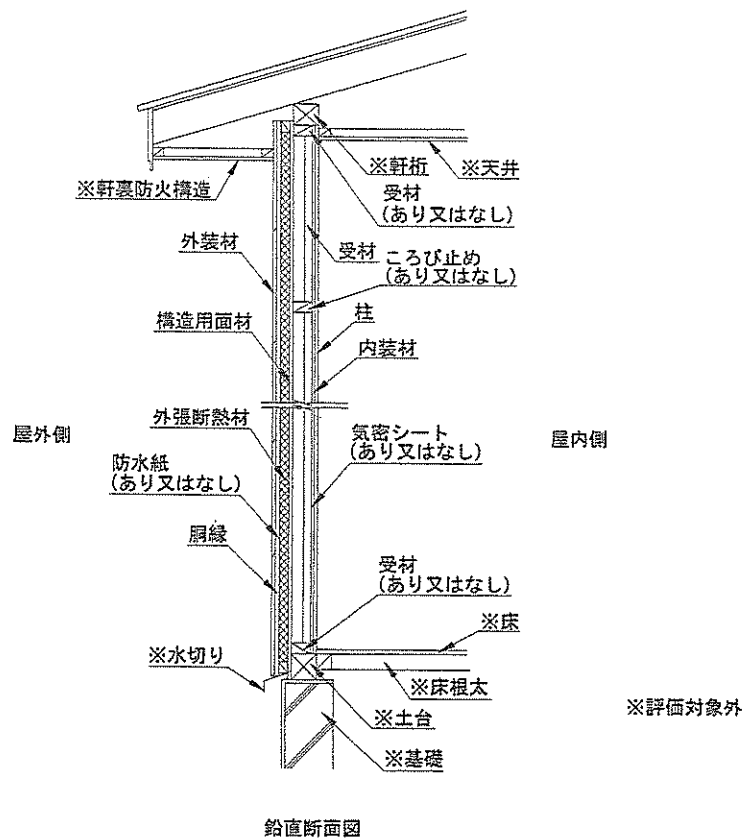 ※軒桁
※天井
※軒裏防火構造
受材
(あり又はなし)
外装材
受材
ころび止め
(あり又はなし)
構造用面材
柱
内装材
屋外側
外張断熱材
気密シート
(あり又はなし)
屋内側
防水紙
(あり又はなし)
胴縁
受材
(あり又はなし)
※床
※水切り
※床根太
※土台
※評価対象外
※基礎
鉛直断面図